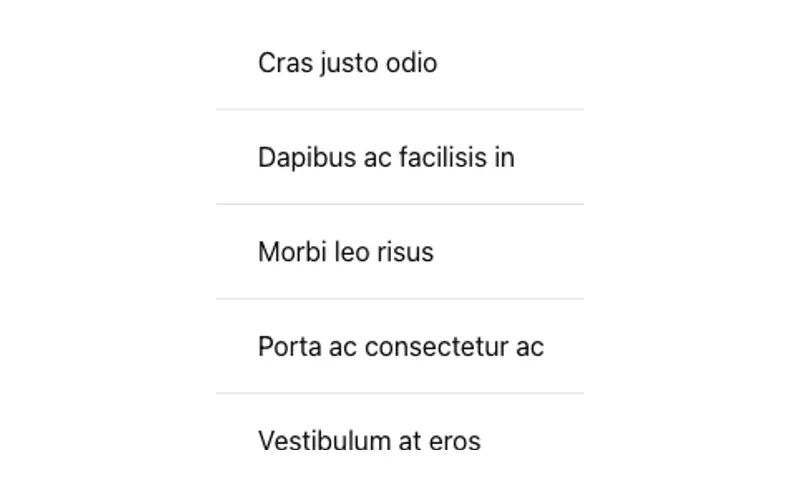 Cras justo odio
Dapibus ac facilisis in
Morbi leo risus
Porta ac consectetur ac
Vestibulum at eros